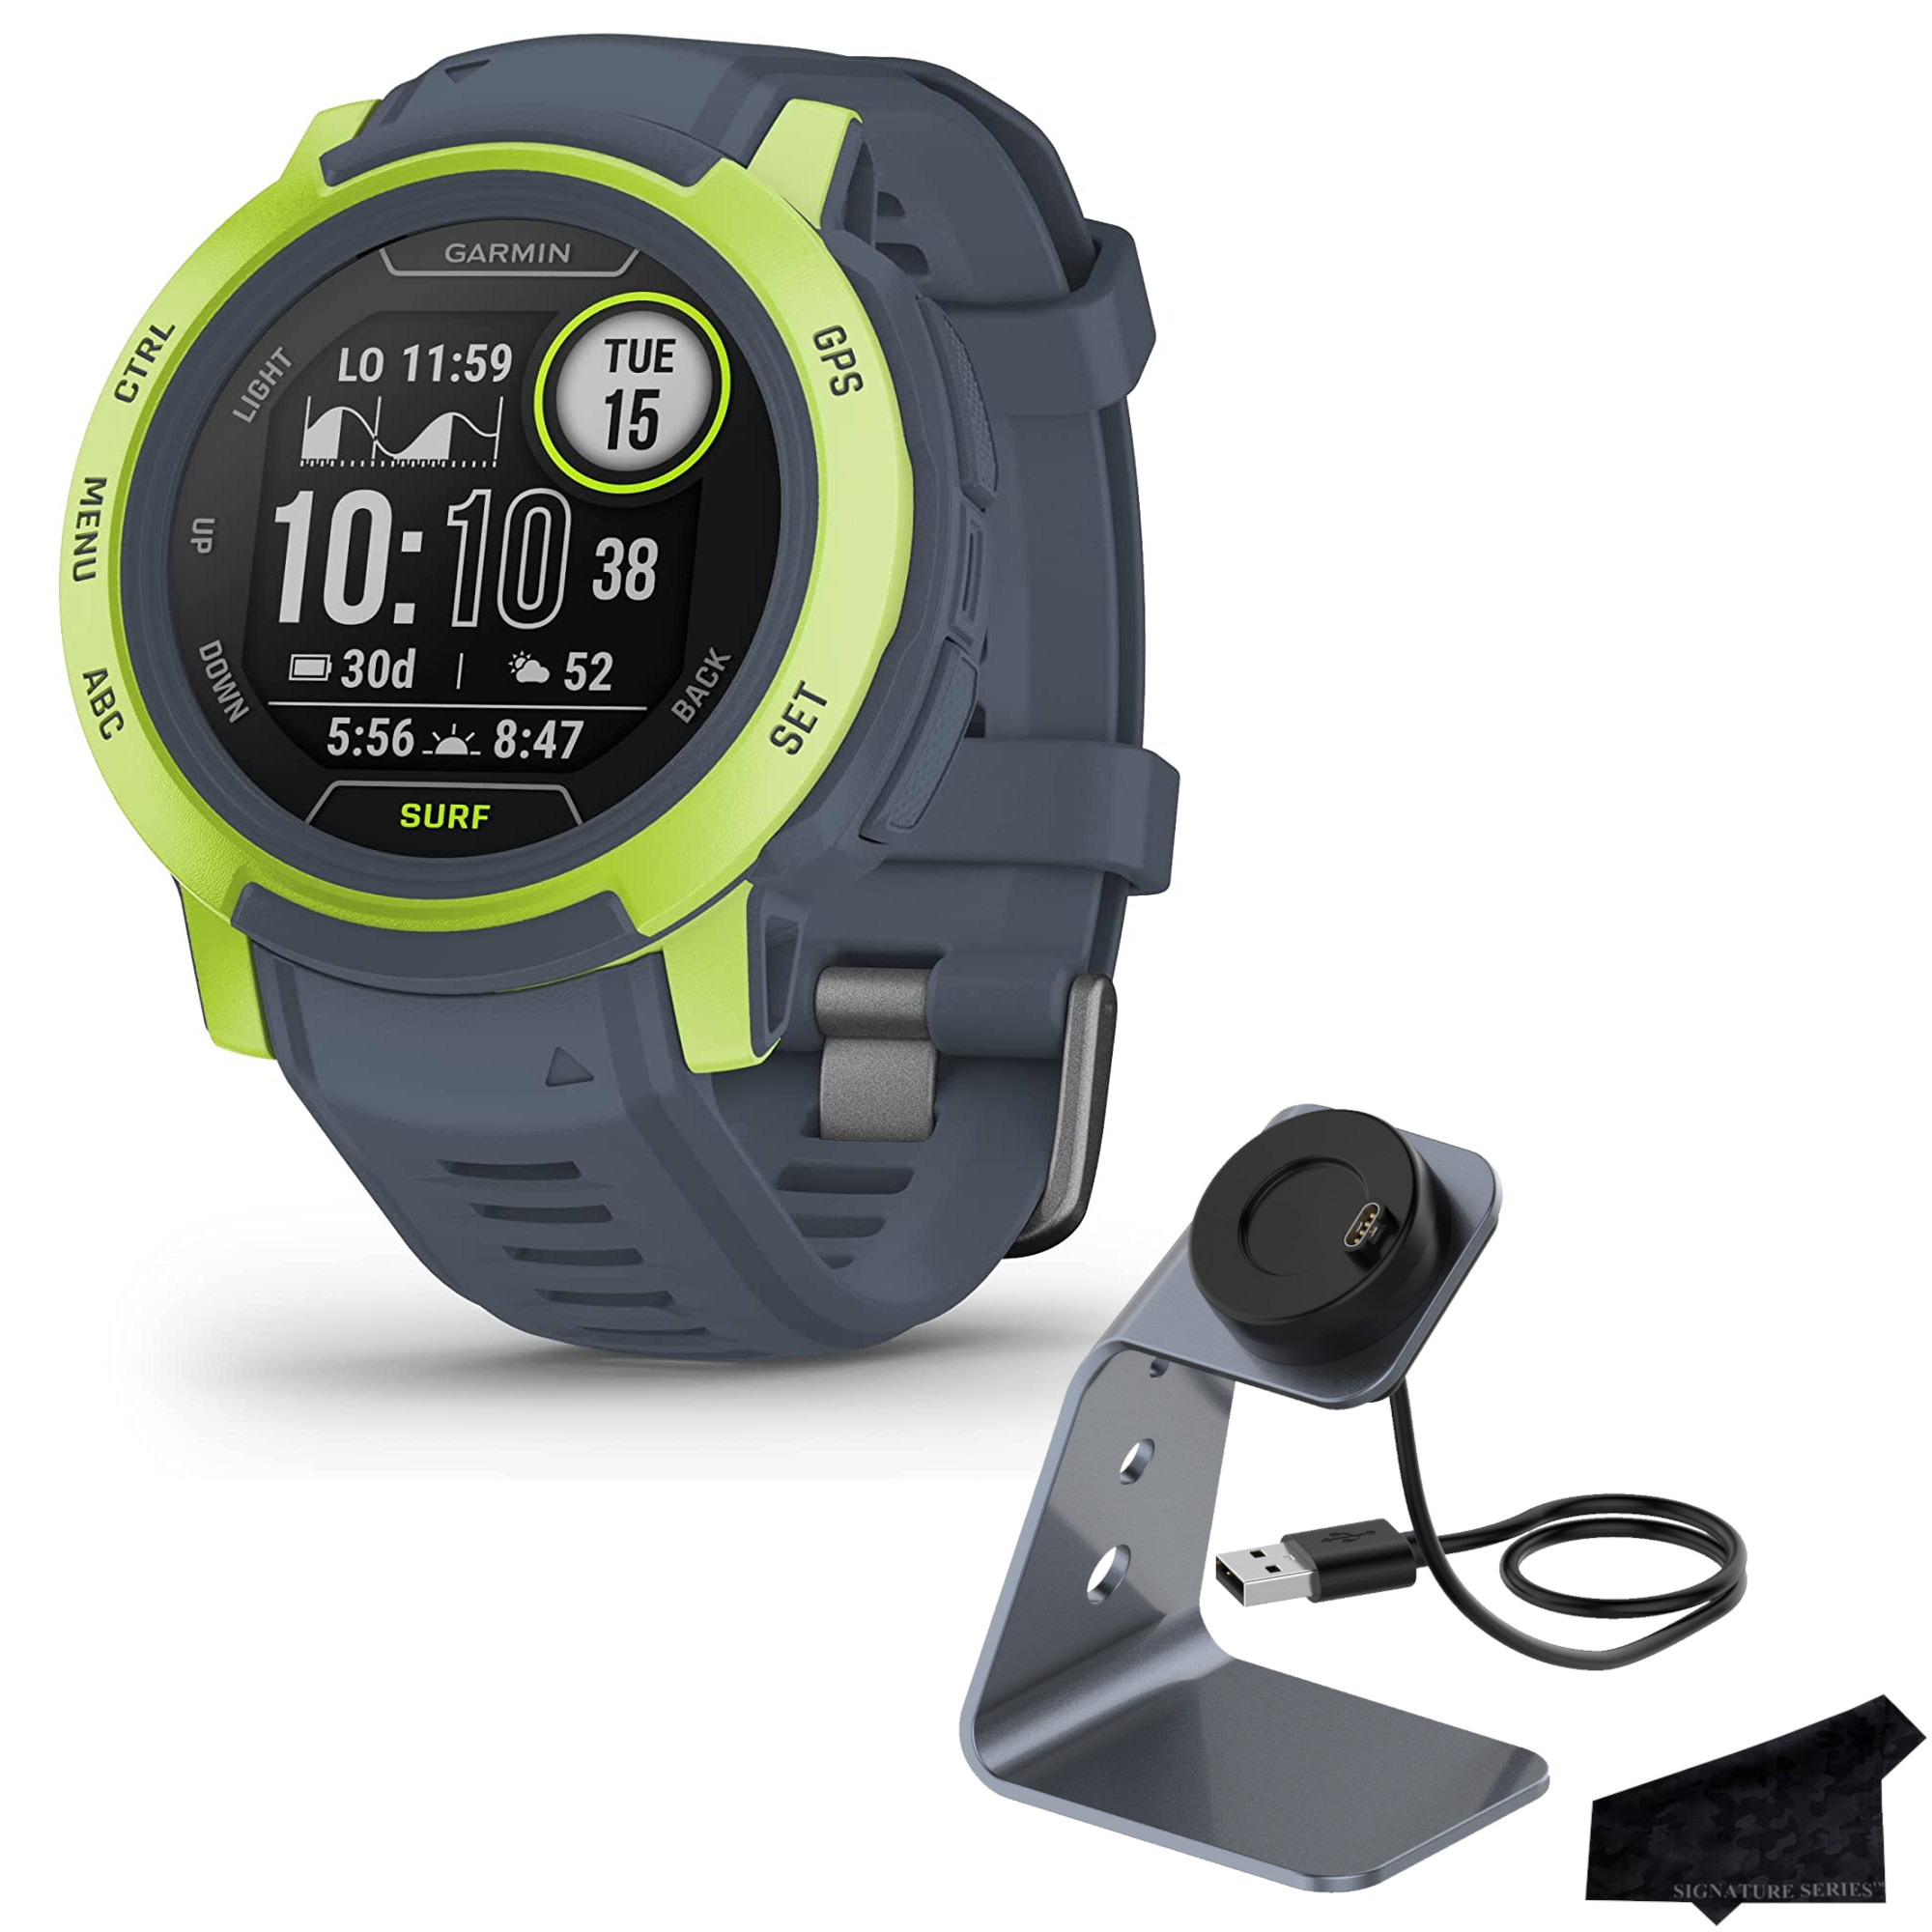 GARMIN
CTRL
LIGHT
GPS
LO 11:59
TUE
15
MENU
UP
10:10 38
30d | 52
DOWN
BACK
ABC
SET
5:56 8:47
SURF
SIGNATURE SERIES™